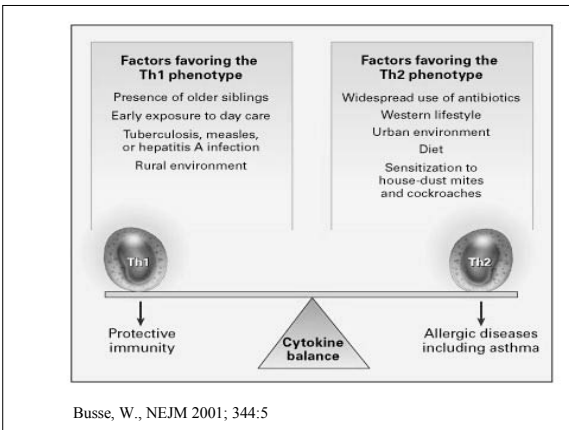 Factors favoring the
Th1 phenotype
Presence of older siblings
Early exposure to day care
Tuberculosis, measles,
or hepatitis A infection
Rural environment
Factors favoring the
Th2 phenotype
Widespread use of antibiotics
Western lifestyle
Urban environment
Diet
Sensitization to
house-dust mites
and cockroaches
Th1
Th2
Protective
immunity
Cytokine
balance
Allergic diseases
including asthma
Busse, W., NEJM 2001; 344:5